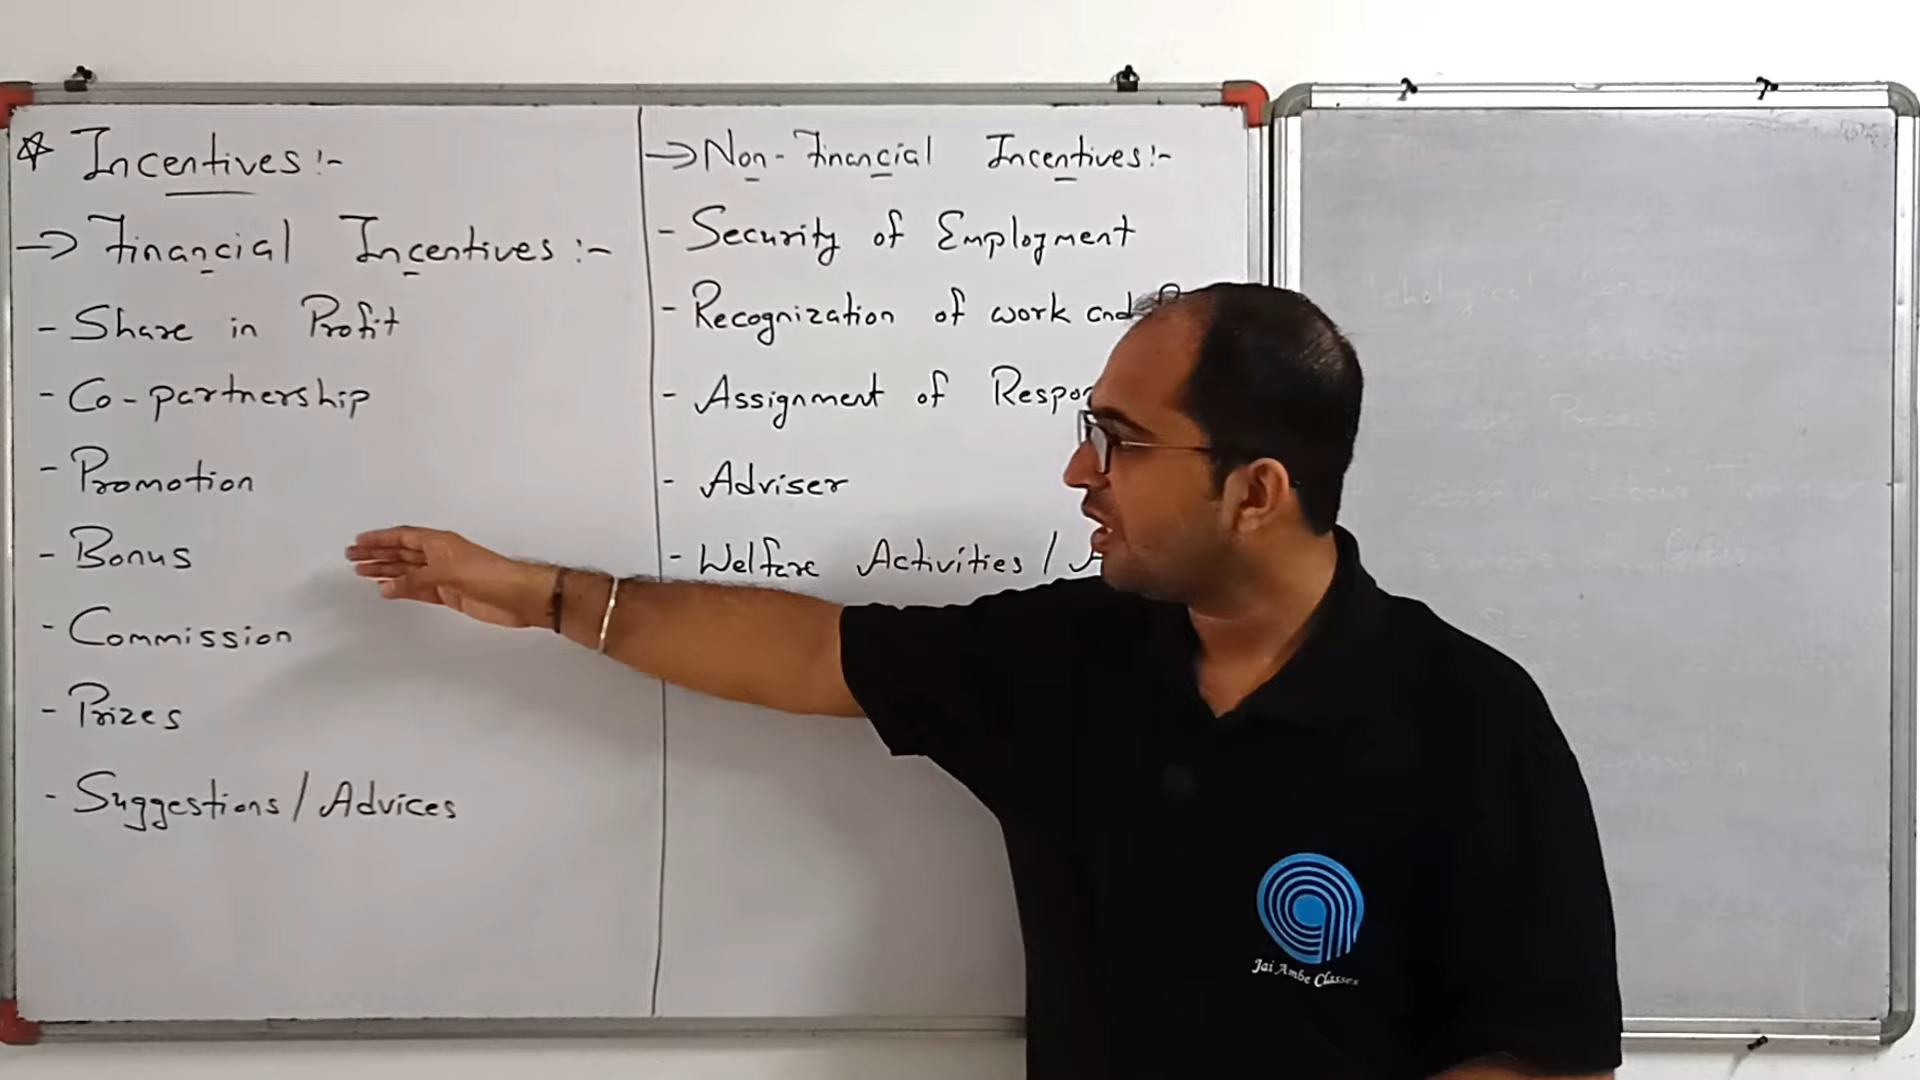 ☆ Incentives:-
→ Financial Incentives:-
- Share in Profit
- Co-partnership
- Promotion
- Bonus
- Commission
- Prizes
- Suggestions/Advices
→ Non-Financial Incentives:-
- Security of Employment
- Recognization of work and
- Assignment of
- Adviser
- Welfare Activities /
Process
Jai Ambe Classes